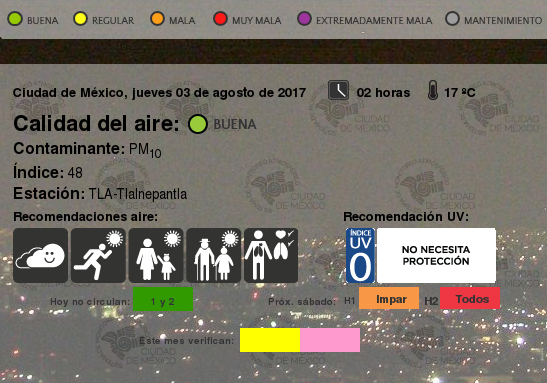 BUENA REGULAR MALA MUY MALA EXTREMADAMENTE MALA MANTENIMIENTO
Ciudad de México, jueves 03 de agosto de 2017 02 horas 17 ºC
Calidad del aire: BUENA
Contaminante: PM10
Índice: 48
Estación: TLA-Tlalnepantla
Recomendaciones aire: Recomendación UV:
ÍNDICE
UV
0
NO NECESITA
PROTECCIÓN
Hoy no circulan: 1 y 2 Próx. sábado: H1 Impar H2 Todos
Este mes verifican:
CIUDAD
DE MÉXICO